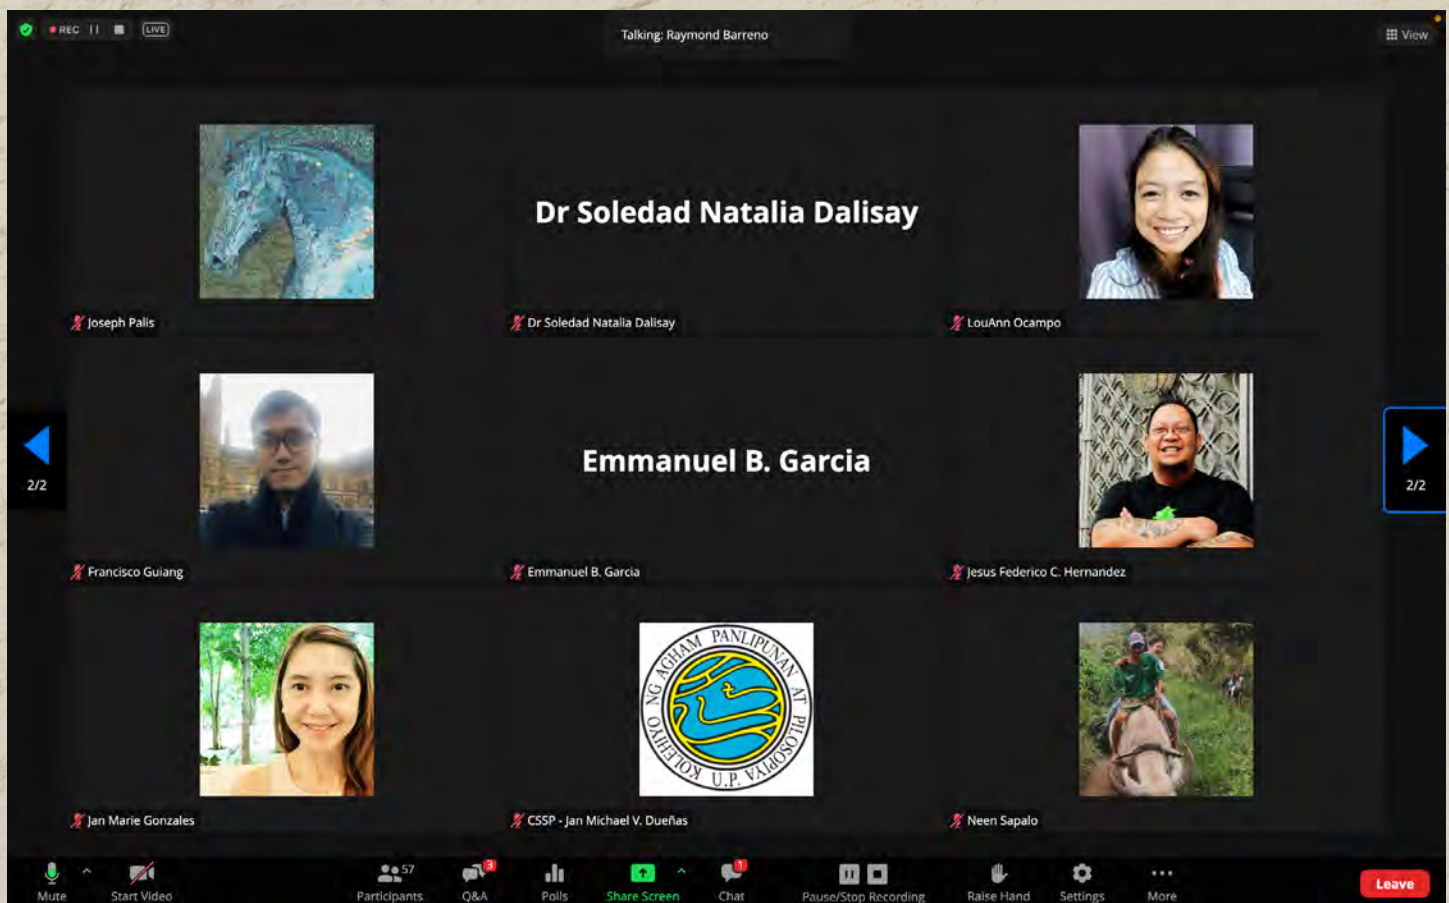 REC
LIVE
Talking: Raymond Barreno
View
Dr Soledad Natalia Dalisay
Joseph Palis
Dr Soledad Natalia Dalisay
LouAnn Ocampo
2/2
2/2
Emmanuel B. Garcia
Francisco Guiang
Emmanuel B. Garcia
Jesus Federico C. Hernandez
KOLEHIYO NG AGHAM PANLIPUNAN AT PILOSOPIYA
U.P.
Jan Marie Gonzales
CSSP - Jan Michael V. Dueñas
Neen Sapalo
57
3
1
Mute
Start Video
Participants
Q&A
Polls
Share Screen
Chat
Pause/Stop Recording
Raise Hand
Settings
More
Leave